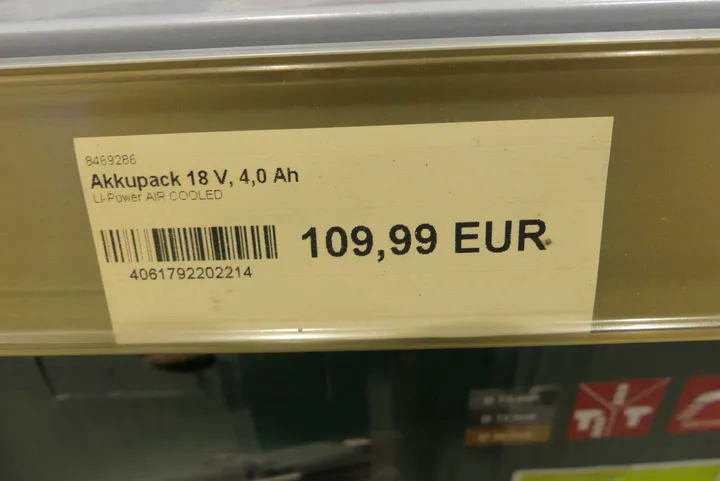 8469286
Akkupack 18 V, 4,0 Ah
Li-Power AIR COOLED
109,99 EUR
4061792202214